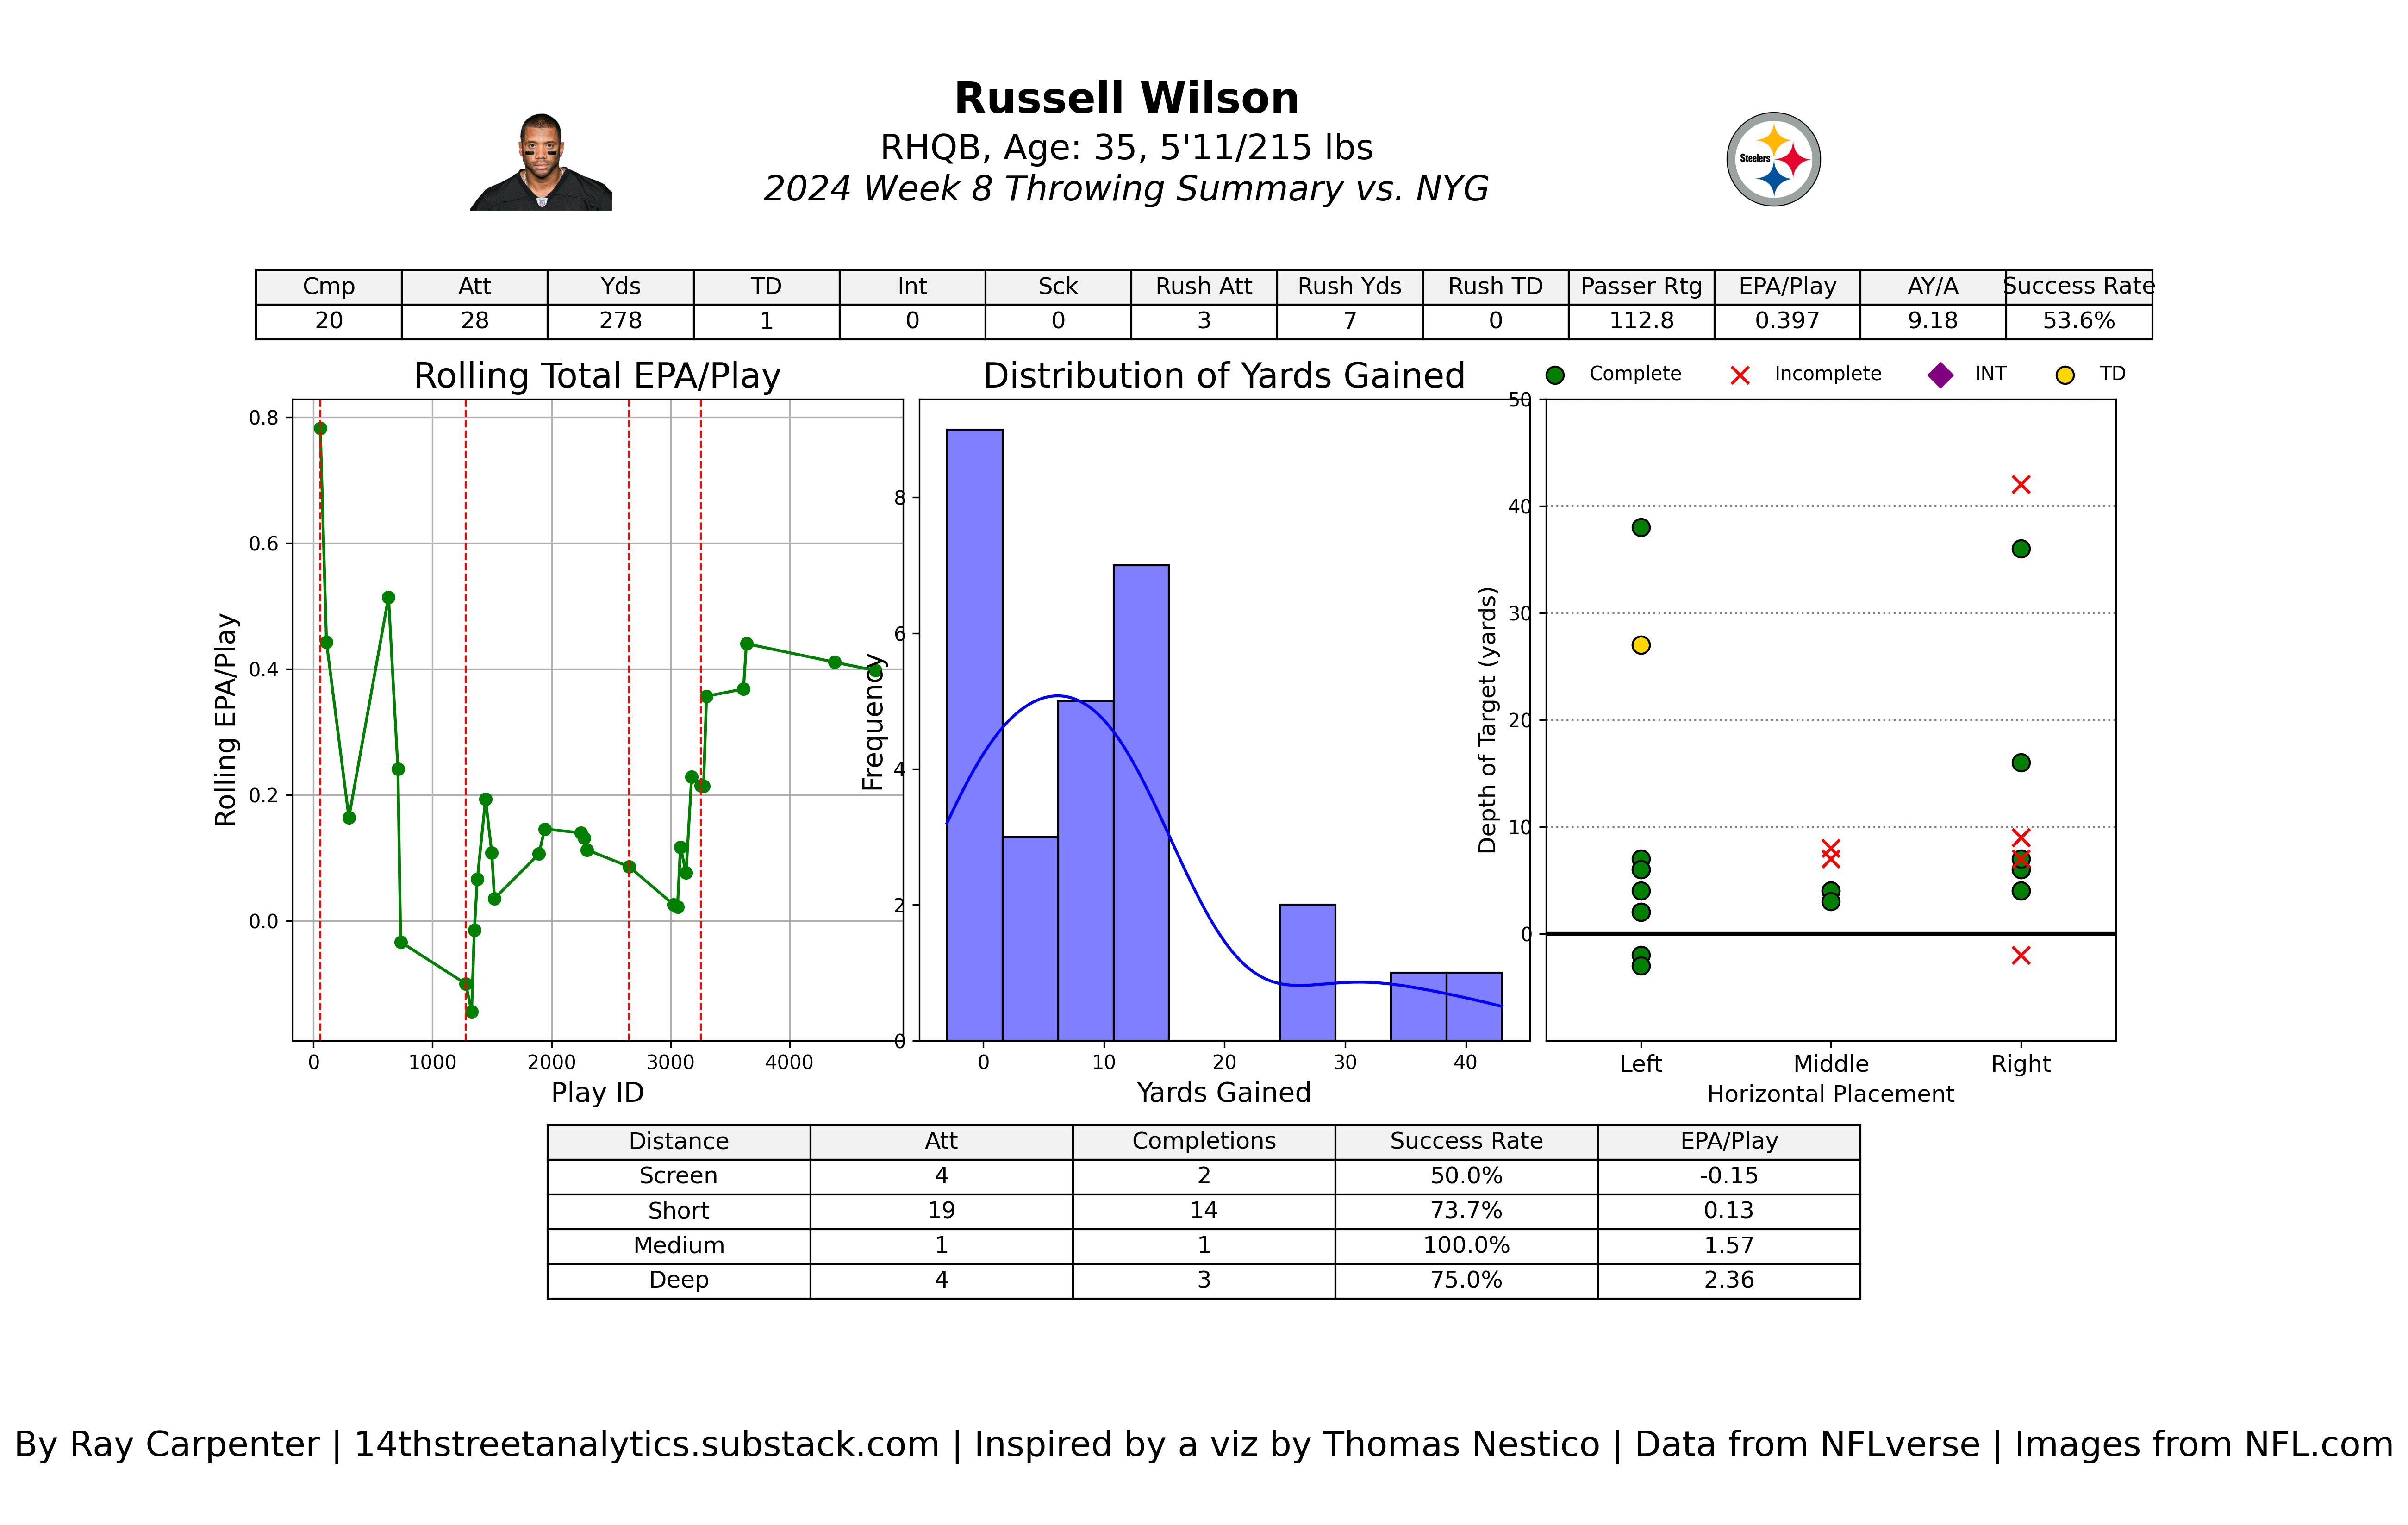 Russell Wilson
RHQB, Age: 35, 5'11/215 lbs
2024 Week 8 Throwing Summary vs. NYG
Steelers
Cmp Att Yds TD Int Sck Rush Att Rush Yds Rush TD Passer Rtg EPA/Play AY/A Success Rate
20 28 278 1 0 0 3 7 0 112.8 0.397 9.18 53.6%
Rolling Total EPA/Play
Rolling EPA/Play
0.8
0.6
0.4
0.2
0.0
0 1000 2000 3000 4000
Play ID
Distribution of Yards Gained
Frequency
8
6
4
2
0
0 10 20 30 40
Yards Gained
Complete Incomplete INT TD
Depth of Target (yards)
50
40
30
20
10
0
Left Middle Right
Horizontal Placement
Distance Att Completions Success Rate EPA/Play
Screen 4 2 50.0% -0.15
Short 19 14 73.7% 0.13
Medium 1 1 100.0% 1.57
Deep 4 3 75.0% 2.36
By Ray Carpenter | 14thstreetanalytics.substack.com | Inspired by a viz by Thomas Nestico | Data from NFLverse | Images from NFL.com